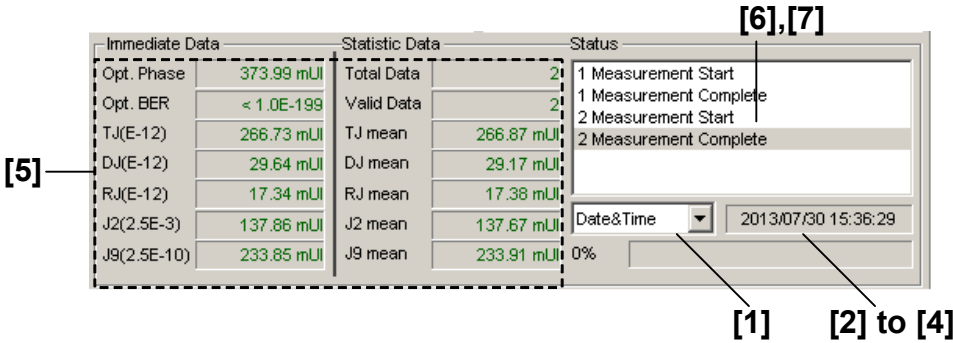 [6],[7]
Immediate Data Statistic Data Status
Opt. Phase 373.99 mUI Total Data 2
Opt. BER < 1.0E-199 Valid Data 2
TJ(E-12) 266.73 mUI TJ mean 266.87 mUI
DJ(E-12) 29.64 mUI DJ mean 29.17 mUI
RJ(E-12) 17.34 mUI RJ mean 17.38 mUI
J2(2.5E-3) 137.86 mUI J2 mean 137.67 mUI
J9(2.5E-10) 233.85 mUI J9 mean 233.91 mUI
1 Measurement Start
1 Measurement Complete
2 Measurement Start
2 Measurement Complete
Date&Time 2013/07/30 15:36:29
0%
[5]
[1] [2] to [4]